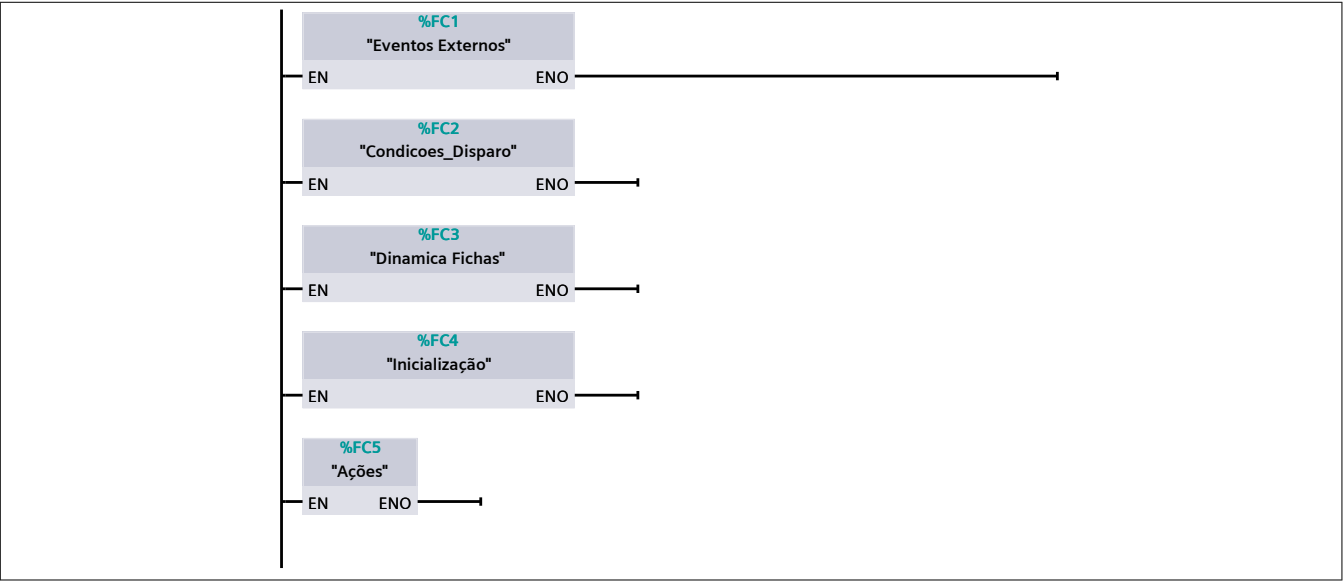 %FC1
"Eventos Externos"
EN ENO
%FC2
"Condicoes_Disparo"
EN ENO
%FC3
"Dinamica Fichas"
EN ENO
%FC4
"Inicialização"
EN ENO
%FC5
"Ações"
EN ENO